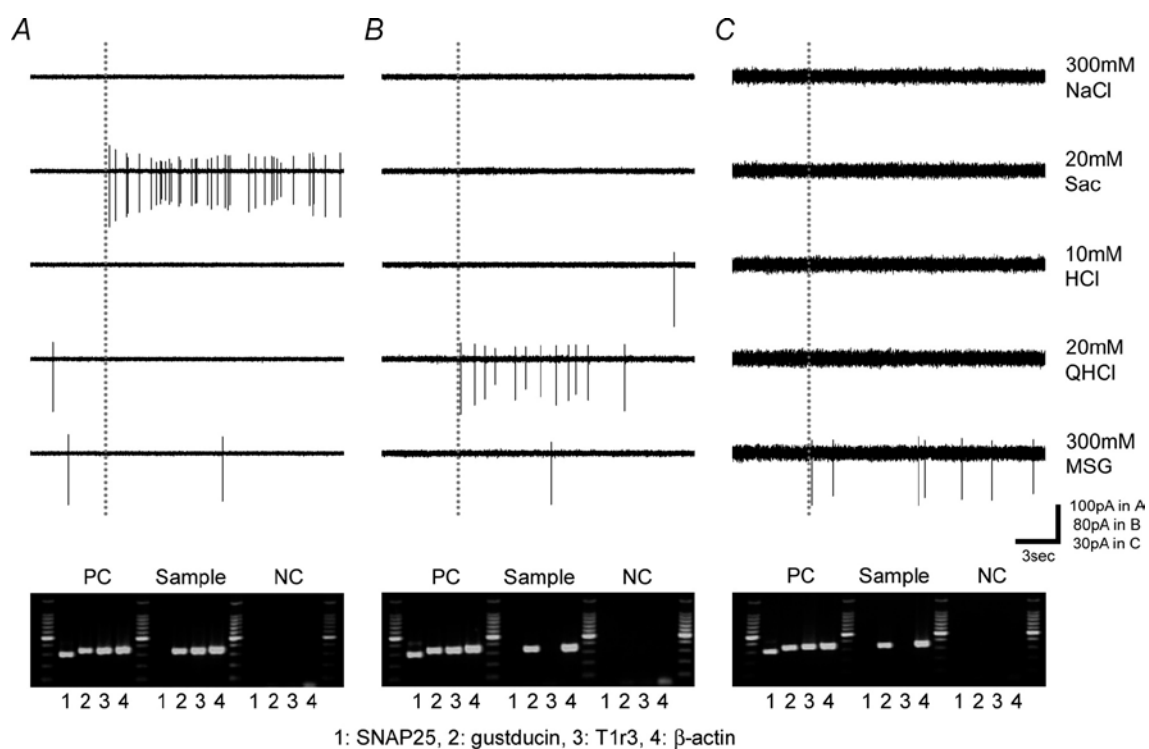 A
B
C
300mM
NaCl
20mM
Sac
10mM
HCl
20mM
QHCl
300mM
MSG
100pA in A
80pA in B
30pA in C
3sec
PC Sample NC
PC Sample NC
PC Sample NC
1 2 3 4 1 2 3 4 1 2 3 4
1 2 3 4 1 2 3 4 1 2 3 4
1 2 3 4 1 2 3 4 1 2 3 4
1: SNAP25, 2: gustducin, 3: T1r3, 4: β-actin